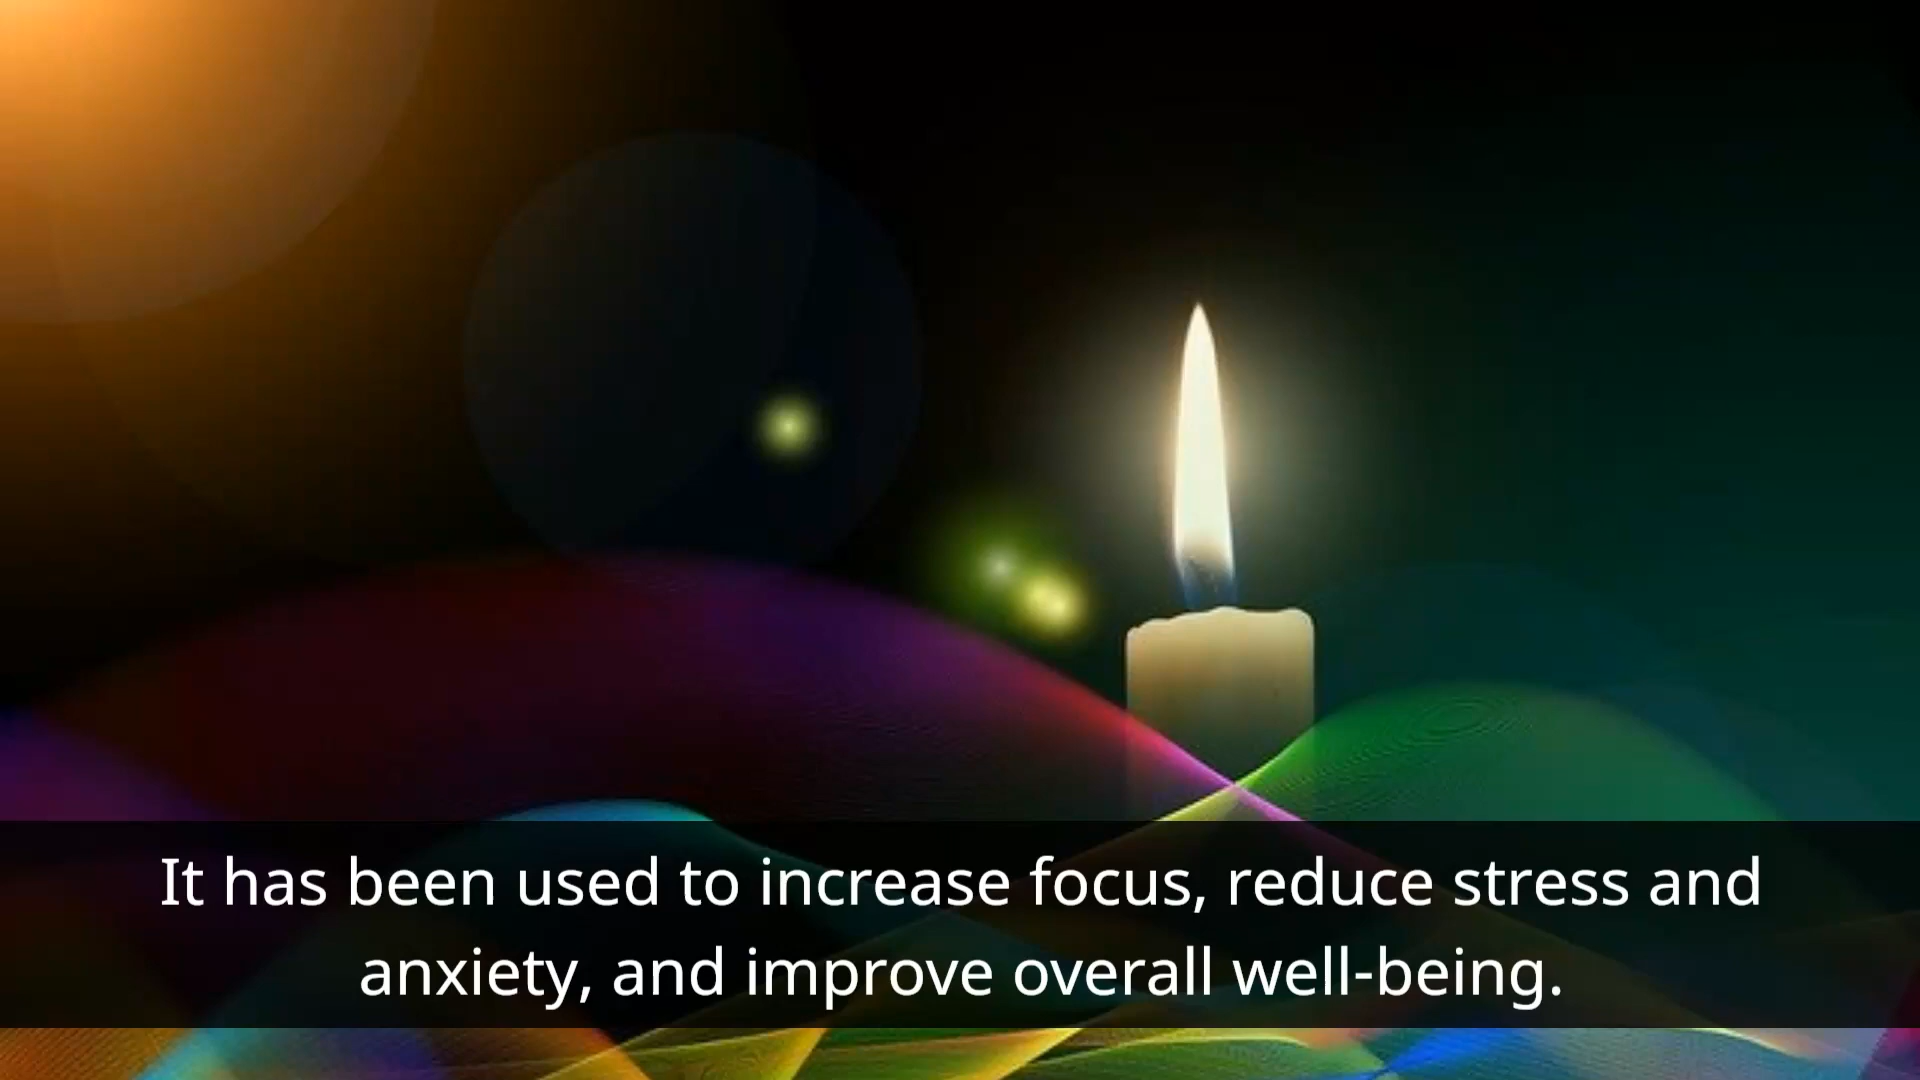 It has been used to increase focus, reduce stress and
anxiety, and improve overall well-being.